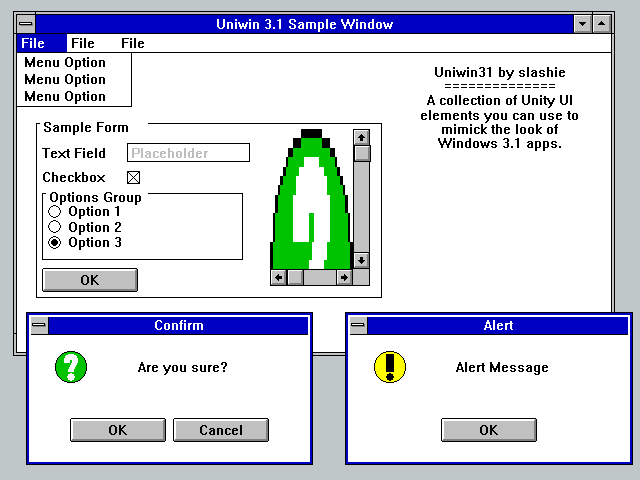 Uniwin 3.1 Sample Window
File File File
Menu Option
Menu Option
Menu Option
Uniwin31 by slashie
==============
A collection of Unity UI
elements you can use to
mimick the look of
Windows 3.1 apps.
Sample Form
Text Field Placeholder
Checkbox
Options Group
Option 1
Option 2
Option 3
OK
Confirm
Are you sure?
OK Cancel
Alert
Alert Message
OK